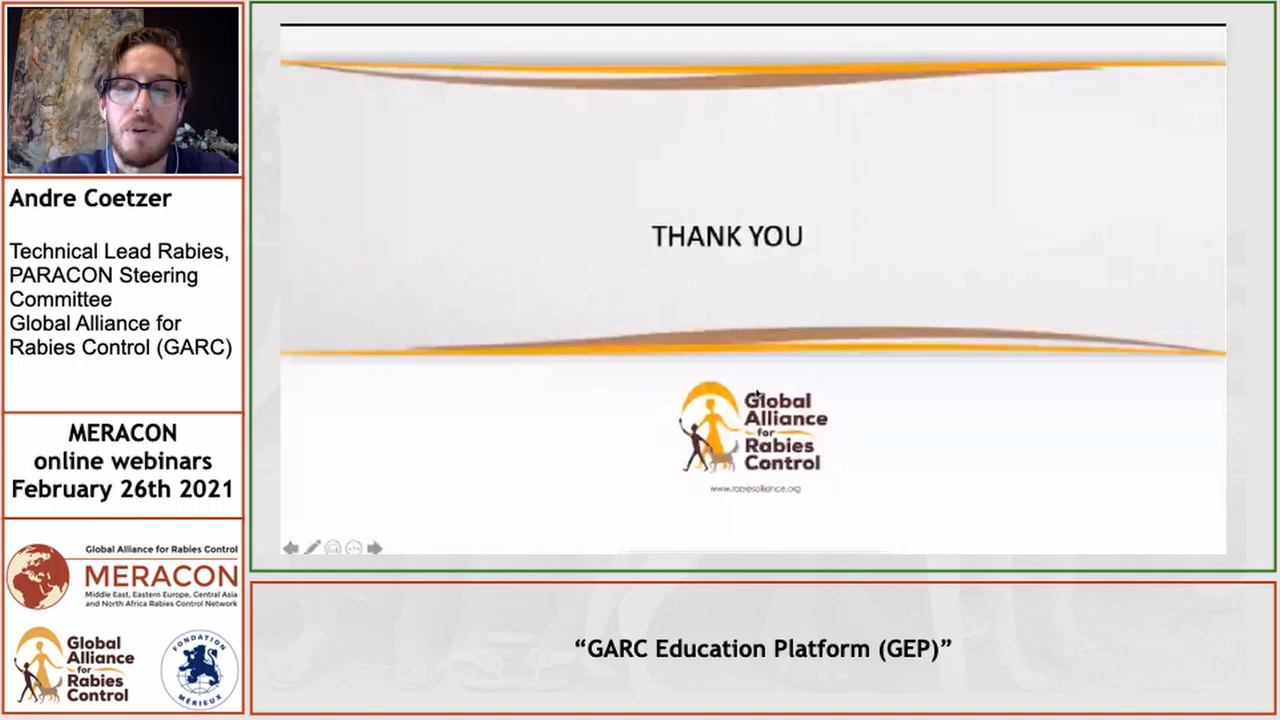 Andre Coetzer
Technical Lead Rabies,
PARACON Steering
Committee
Global Alliance for
Rabies Control (GARC)
MERACON
online webinars
February 26th 2021
Global Alliance for Rabies Control
MERACON
Middle East, Eastern Europe, Central Asia
and North Africa Rabies Control Network
Global
Alliance
for
Rabies
Control
FONDATION
MÉRIEUX
THANK YOU
Global
Alliance
for
Rabies
Control
www.rabiesalliance.org
“GARC Education Platform (GEP)”